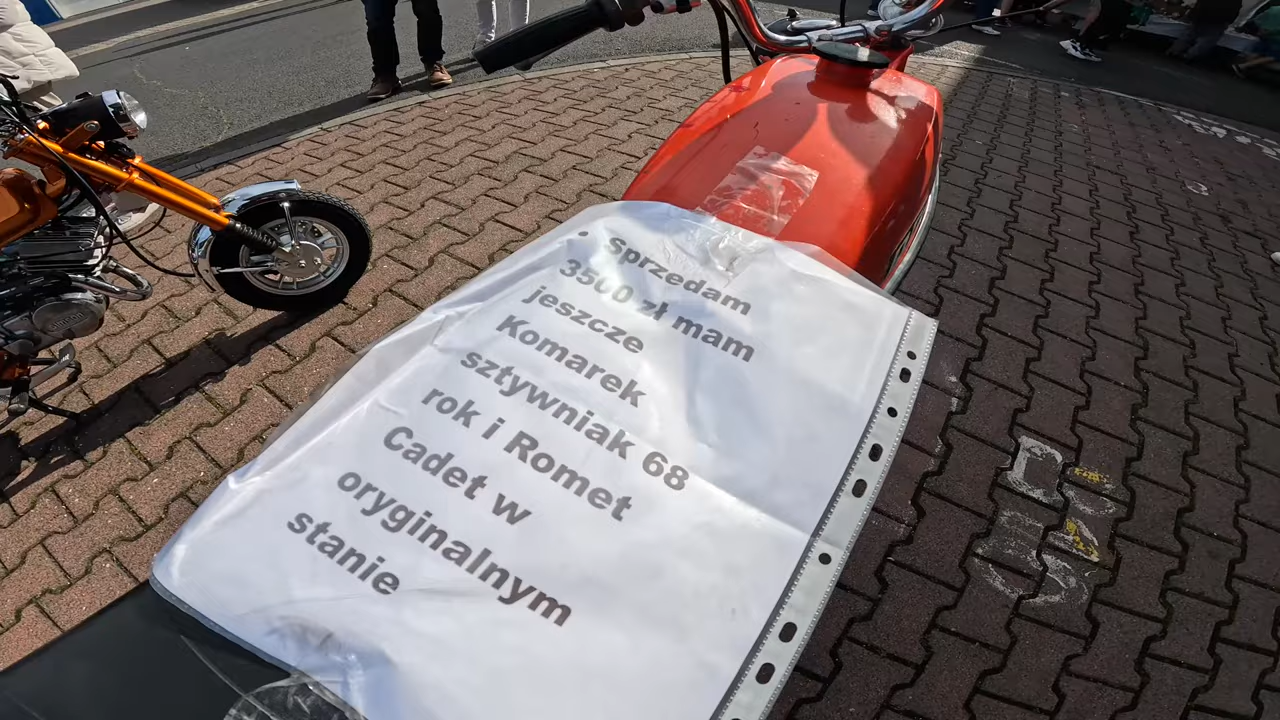 • Sprzedam
3500 zł mam
jeszcze
Komarek
sztywniak 68
rok i Romet
Cadet w
oryginalnym
stanie